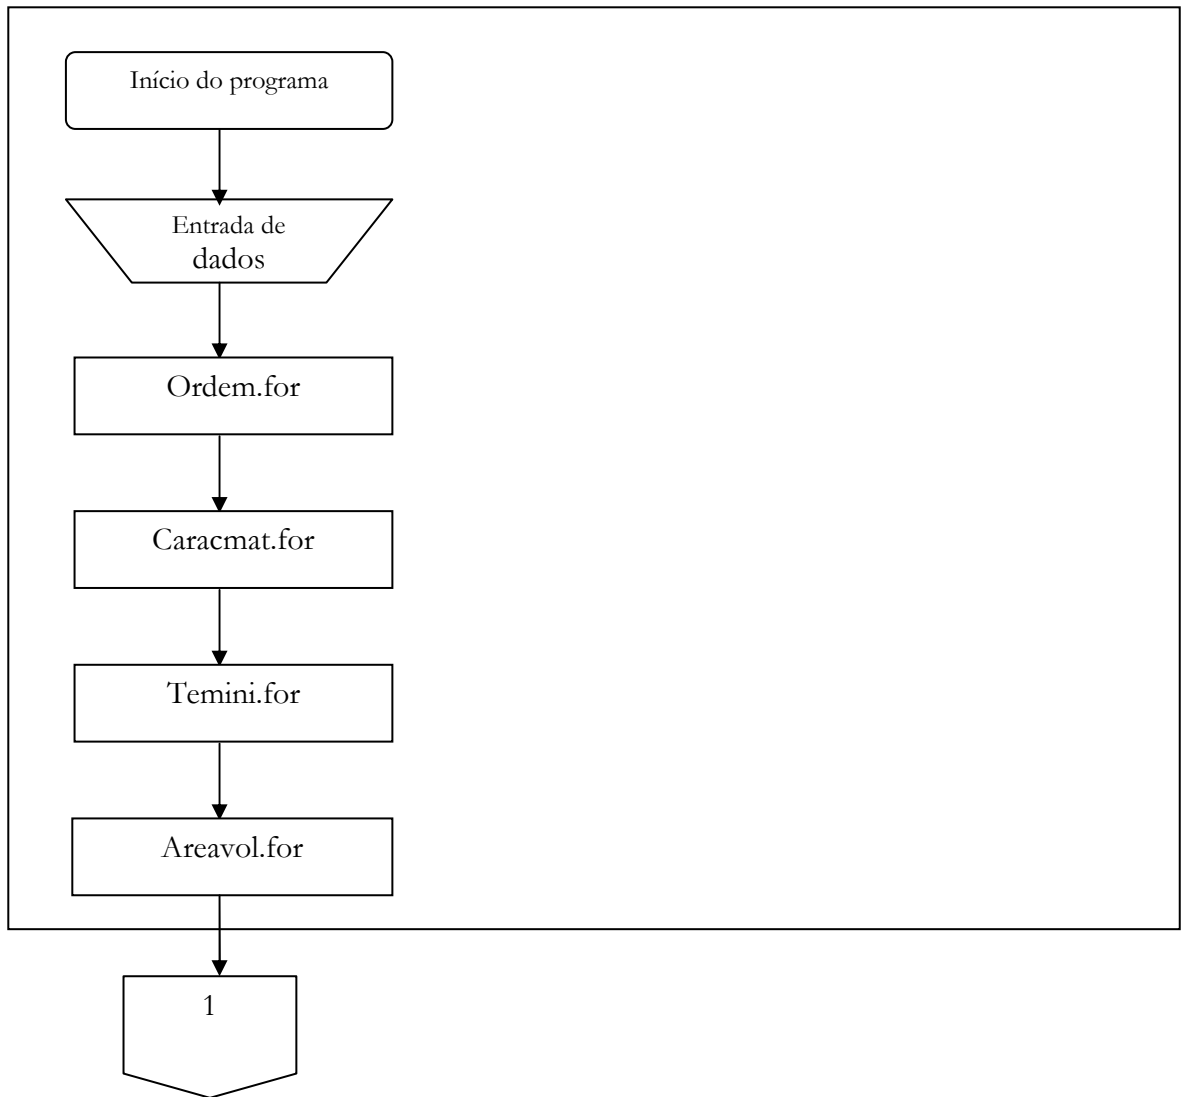 Início do programa
Entrada de
dados
Ordem.for
Caracmat.for
Temini.for
Areavol.for
1